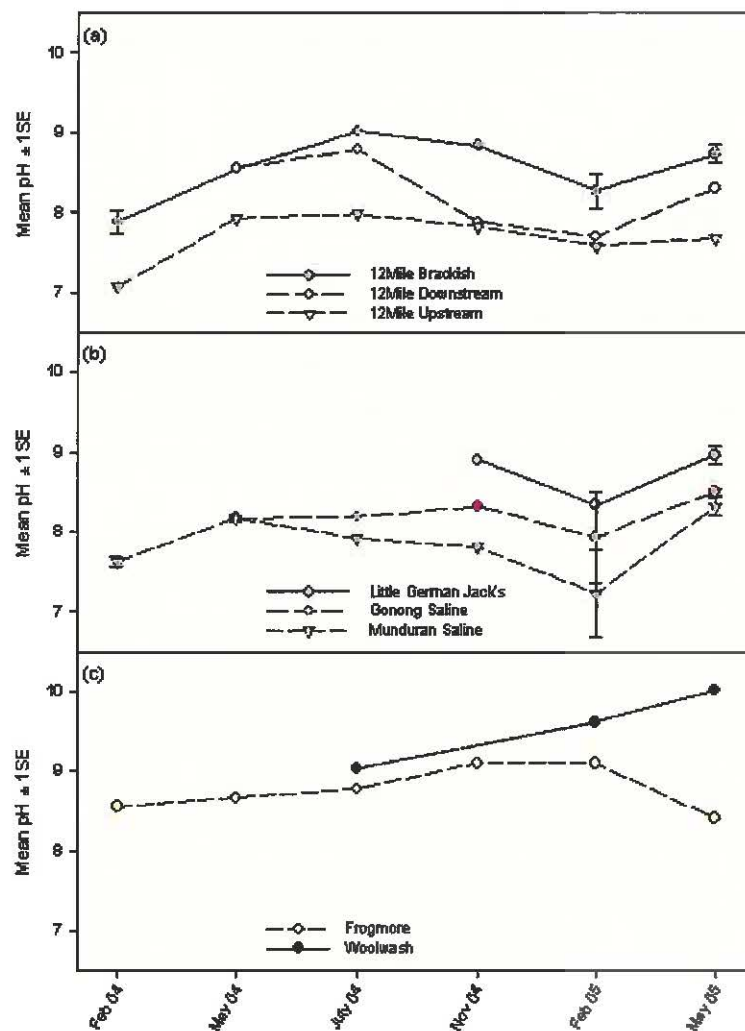 (a)
10
9
8
7
Mean pH ± 1SE
12Mile Brackish
12Mile Downstream
12Mile Upstream
(b)
10
9
8
7
Mean pH ± 1SE
Little German Jack's
Gonong Saline
Munduran Saline
(c)
10
9
8
7
Mean pH ± 1SE
Frogmore
Woolwash
Feb 04
May 04
July 04
Nov 04
Feb 05
May 05